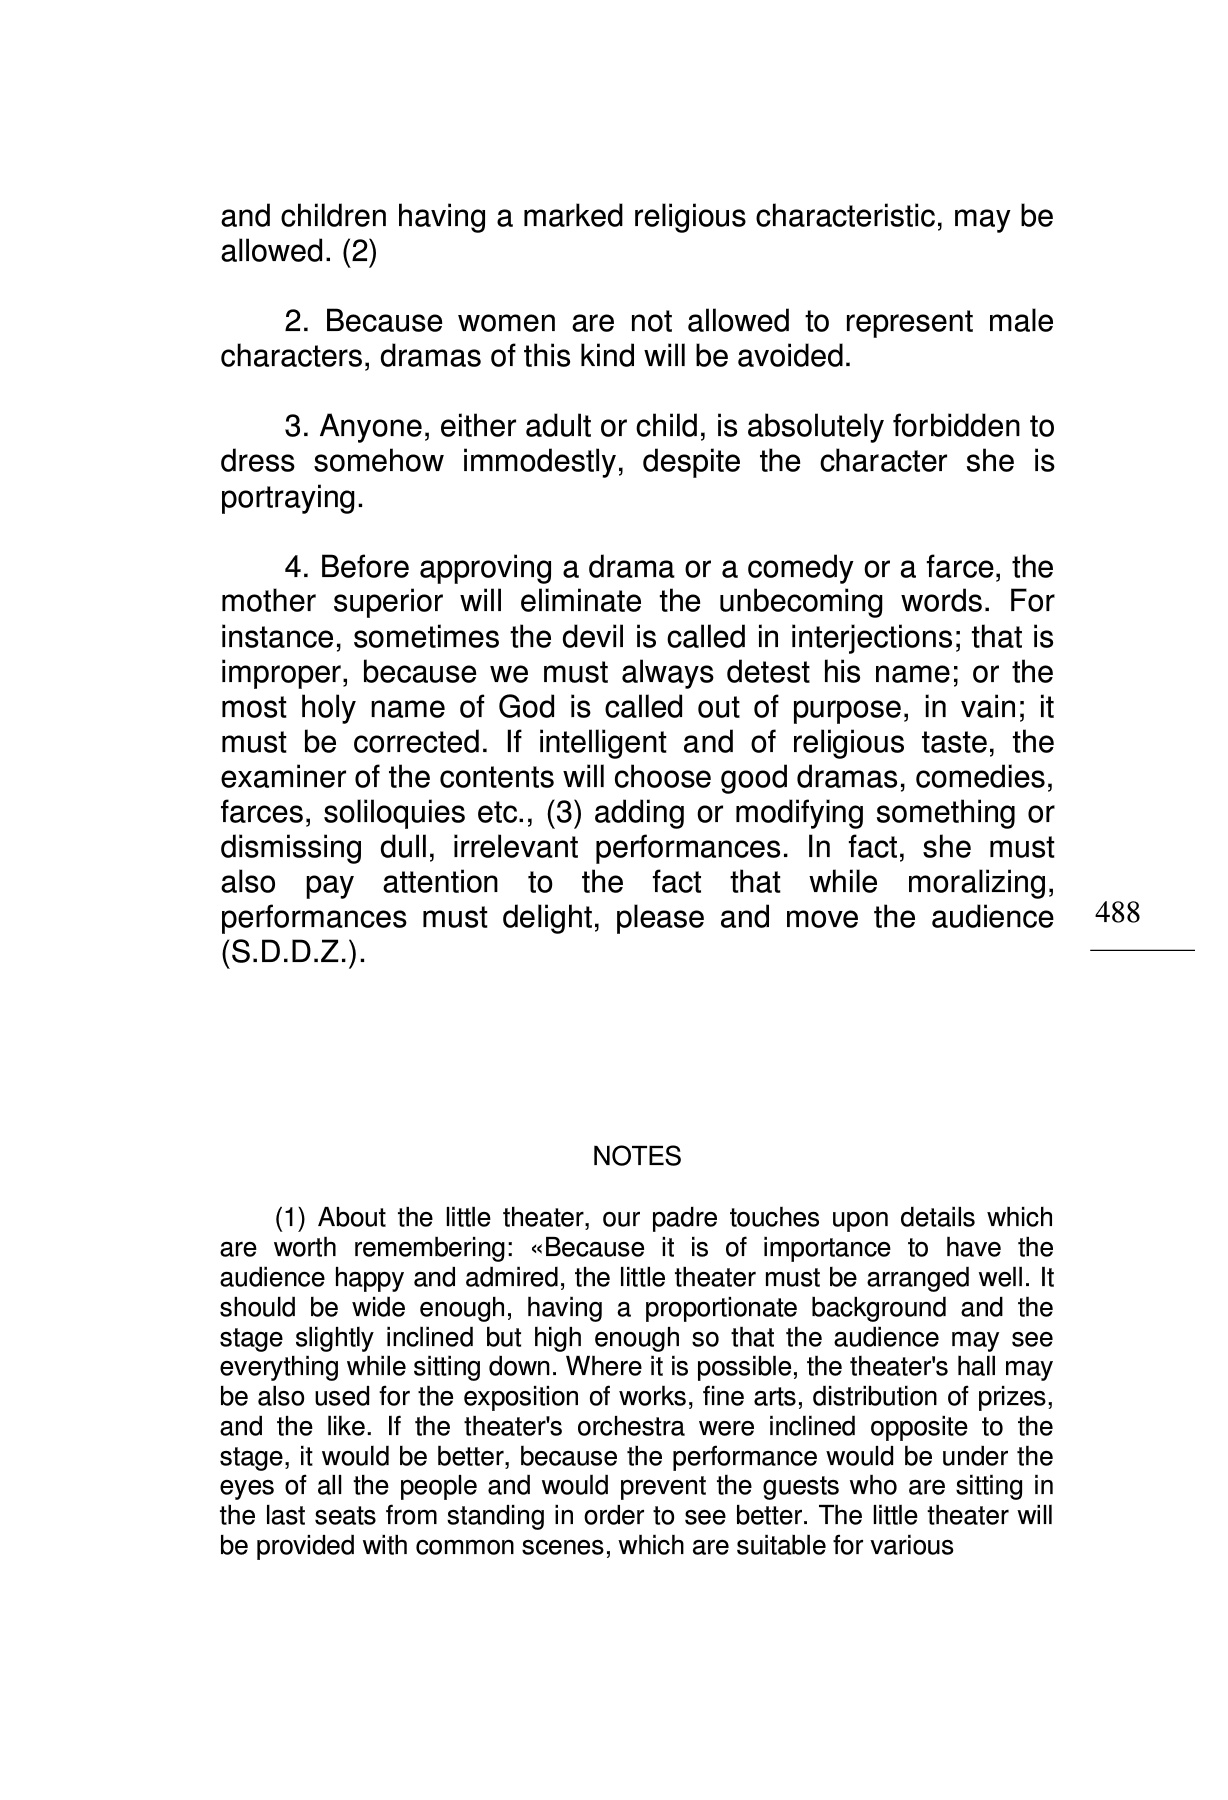 and children having a marked religious characteristic, may be
allowed. (2)
2. Because women are not allowed to represent male
characters, dramas of this kind will be avoided.
3. Anyone, either adult or child, is absolutely forbidden to
dress somehow immodestly, despite the character she is
portraying.
4. Before approving a drama or a comedy or a farce, the
mother superior will eliminate the unbecoming words. For
instance, sometimes the devil is called in interjections; that is
improper, because we must always detest his name; or the
most holy name of God is called out of purpose, in vain; it
must be corrected. If intelligent and of religious taste, the
examiner of the contents will choose good dramas, comedies,
farces, soliloquies etc., (3) adding or modifying something or
dismissing dull, irrelevant performances. In fact, she must
also pay attention to the fact that while moralizing,
performances must delight, please and move the audience
(S.D.D.Z.).
488
NOTES
(1) About the little theater, our padre touches upon details which
are worth remembering: «Because it is of importance to have the
audience happy and admired, the little theater must be arranged well. It
should be wide enough, having a proportionate background and the
stage slightly inclined but high enough so that the audience may see
everything while sitting down. Where it is possible, the theater's hall may
be also used for the exposition of works, fine arts, distribution of prizes,
and the like. If the theater's orchestra were inclined opposite to the
stage, it would be better, because the performance would be under the
eyes of all the people and would prevent the guests who are sitting in
the last seats from standing in order to see better. The little theater will
be provided with common scenes, which are suitable for various